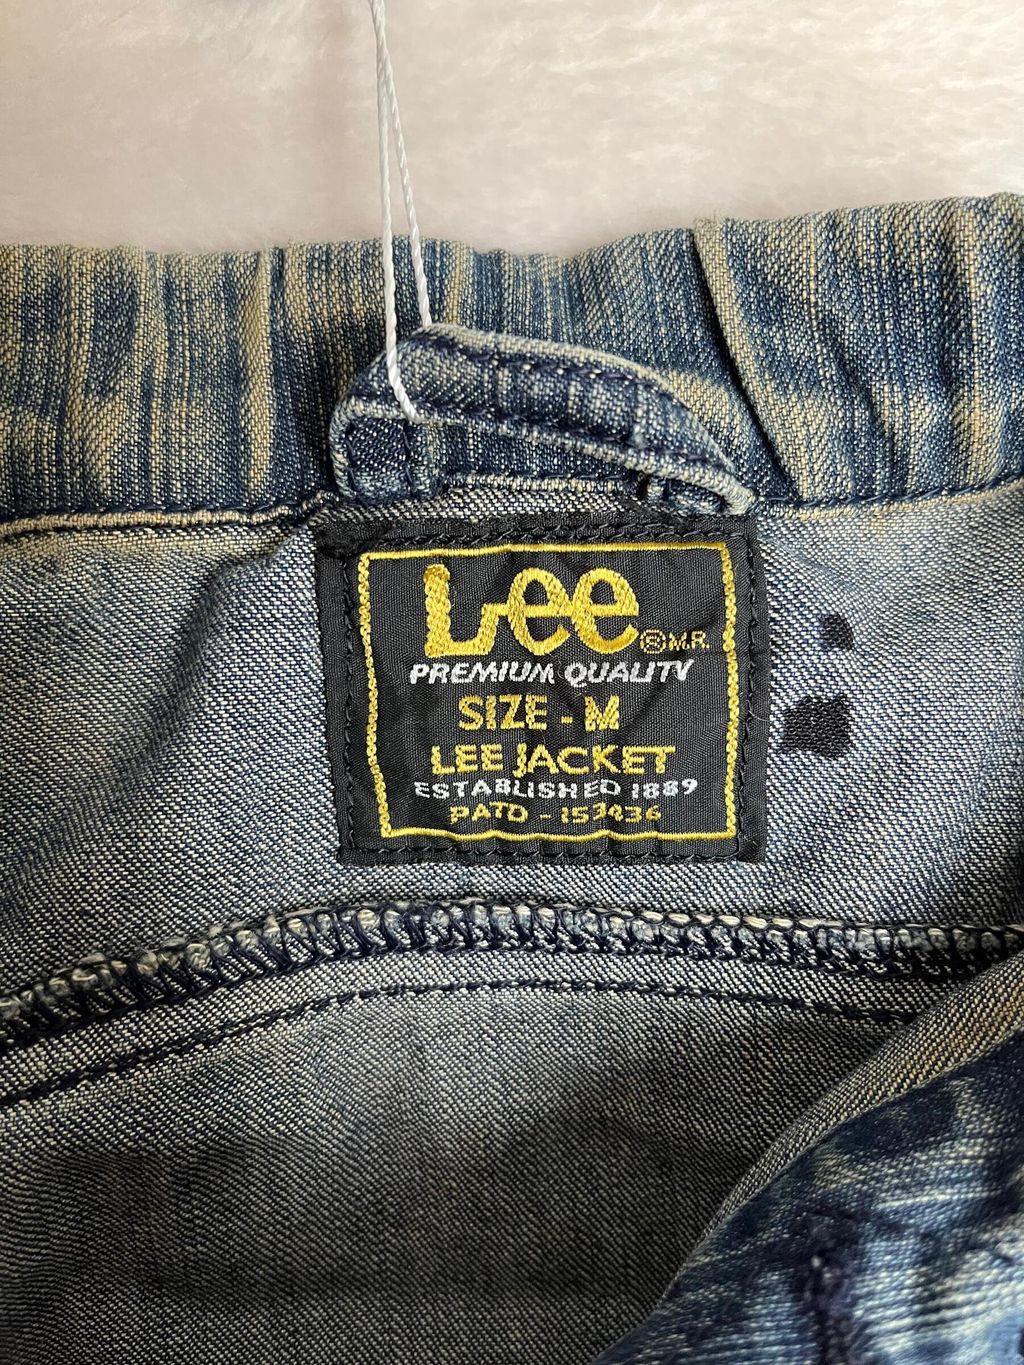 Lee ® M.R.
PREMIUM QUALITY
SIZE - M
LEE JACKET
ESTABLISHED 1889
PATD - 153436